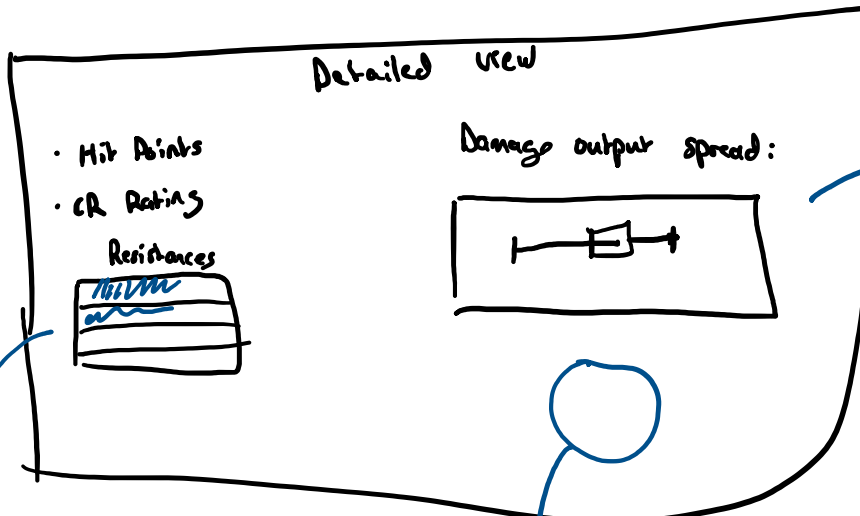 Detailed view
• Hit Points
• CR Rating
Resistances
Damage output spread: